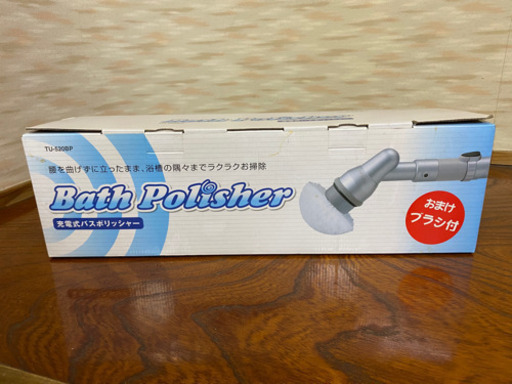 Bath Polisher
TU-530BP
腰を曲げずに立ったまま、浴槽の隅々までラクラクお掃除
Bath Polisher
充電式バスポリッシャー
おまけ
ブラシ付